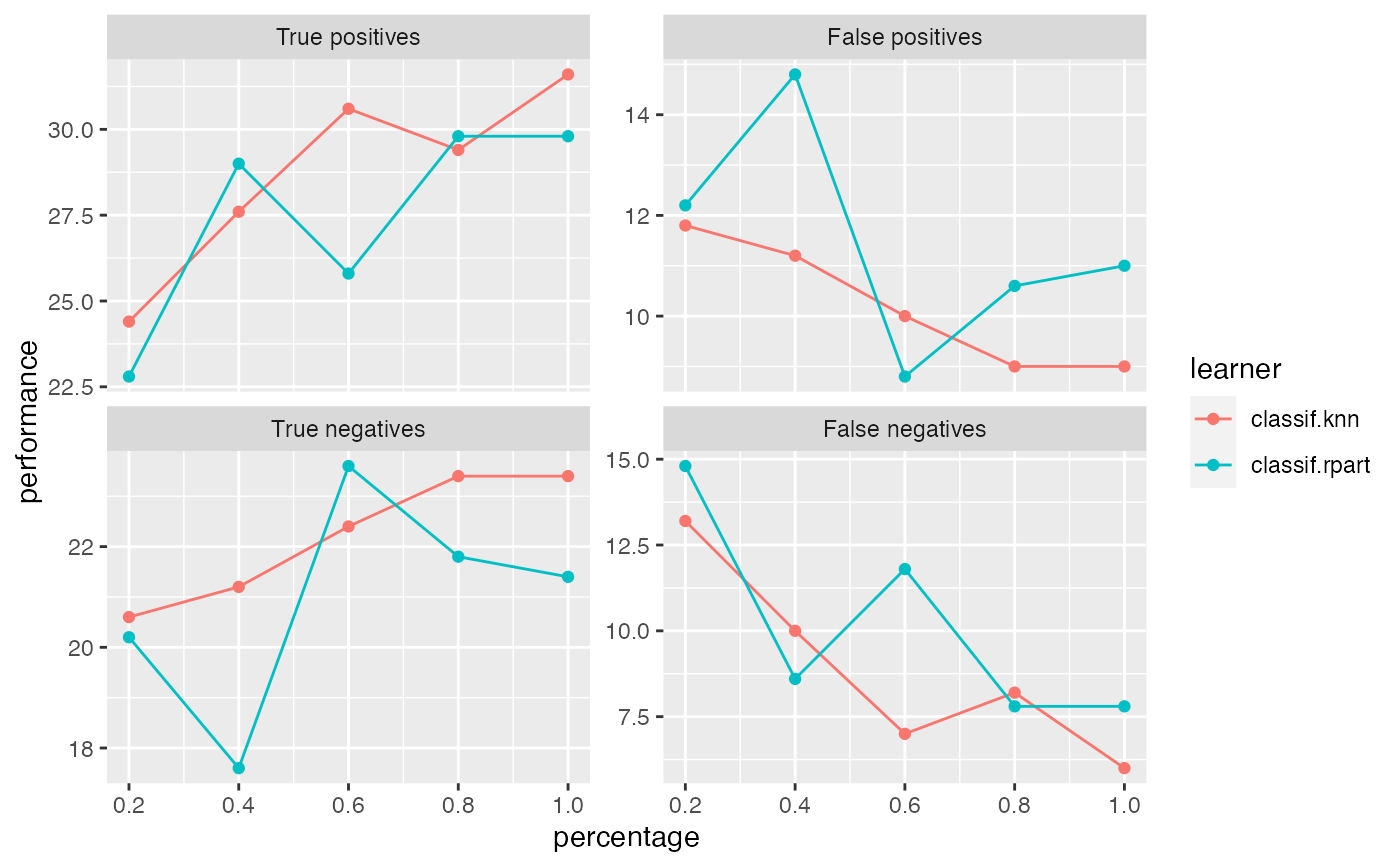 True positives
False positives
30.0
27.5
25.0
22.5
14
12
10
performance
True negatives
False negatives
22
20
18
15.0
12.5
10.0
7.5
0.2 0.4 0.6 0.8 1.0
0.2 0.4 0.6 0.8 1.0
percentage
learner
classif.knn
classif.rpart